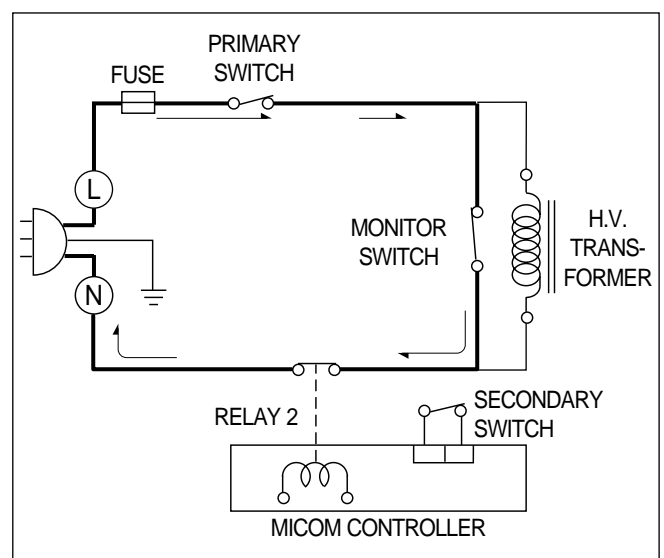 PRIMARY
SWITCH
FUSE
L
MONITOR
SWITCH
H.V.
TRANS-
FORMER
N
RELAY 2
SECONDARY
SWITCH
MICOM CONTROLLER